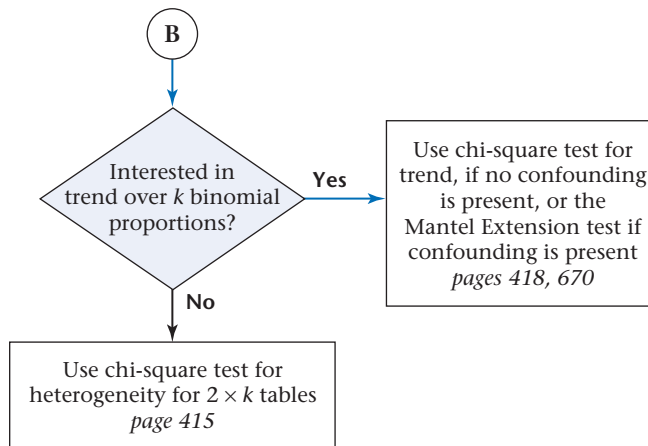 B
Interested in
trend over k binomial
proportions?
Yes
Use chi-square test for
trend, if no confounding
is present, or the
Mantel Extension test if
confounding is present
pages 418, 670
No
Use chi-square test for
heterogeneity for 2 × k tables
page 415